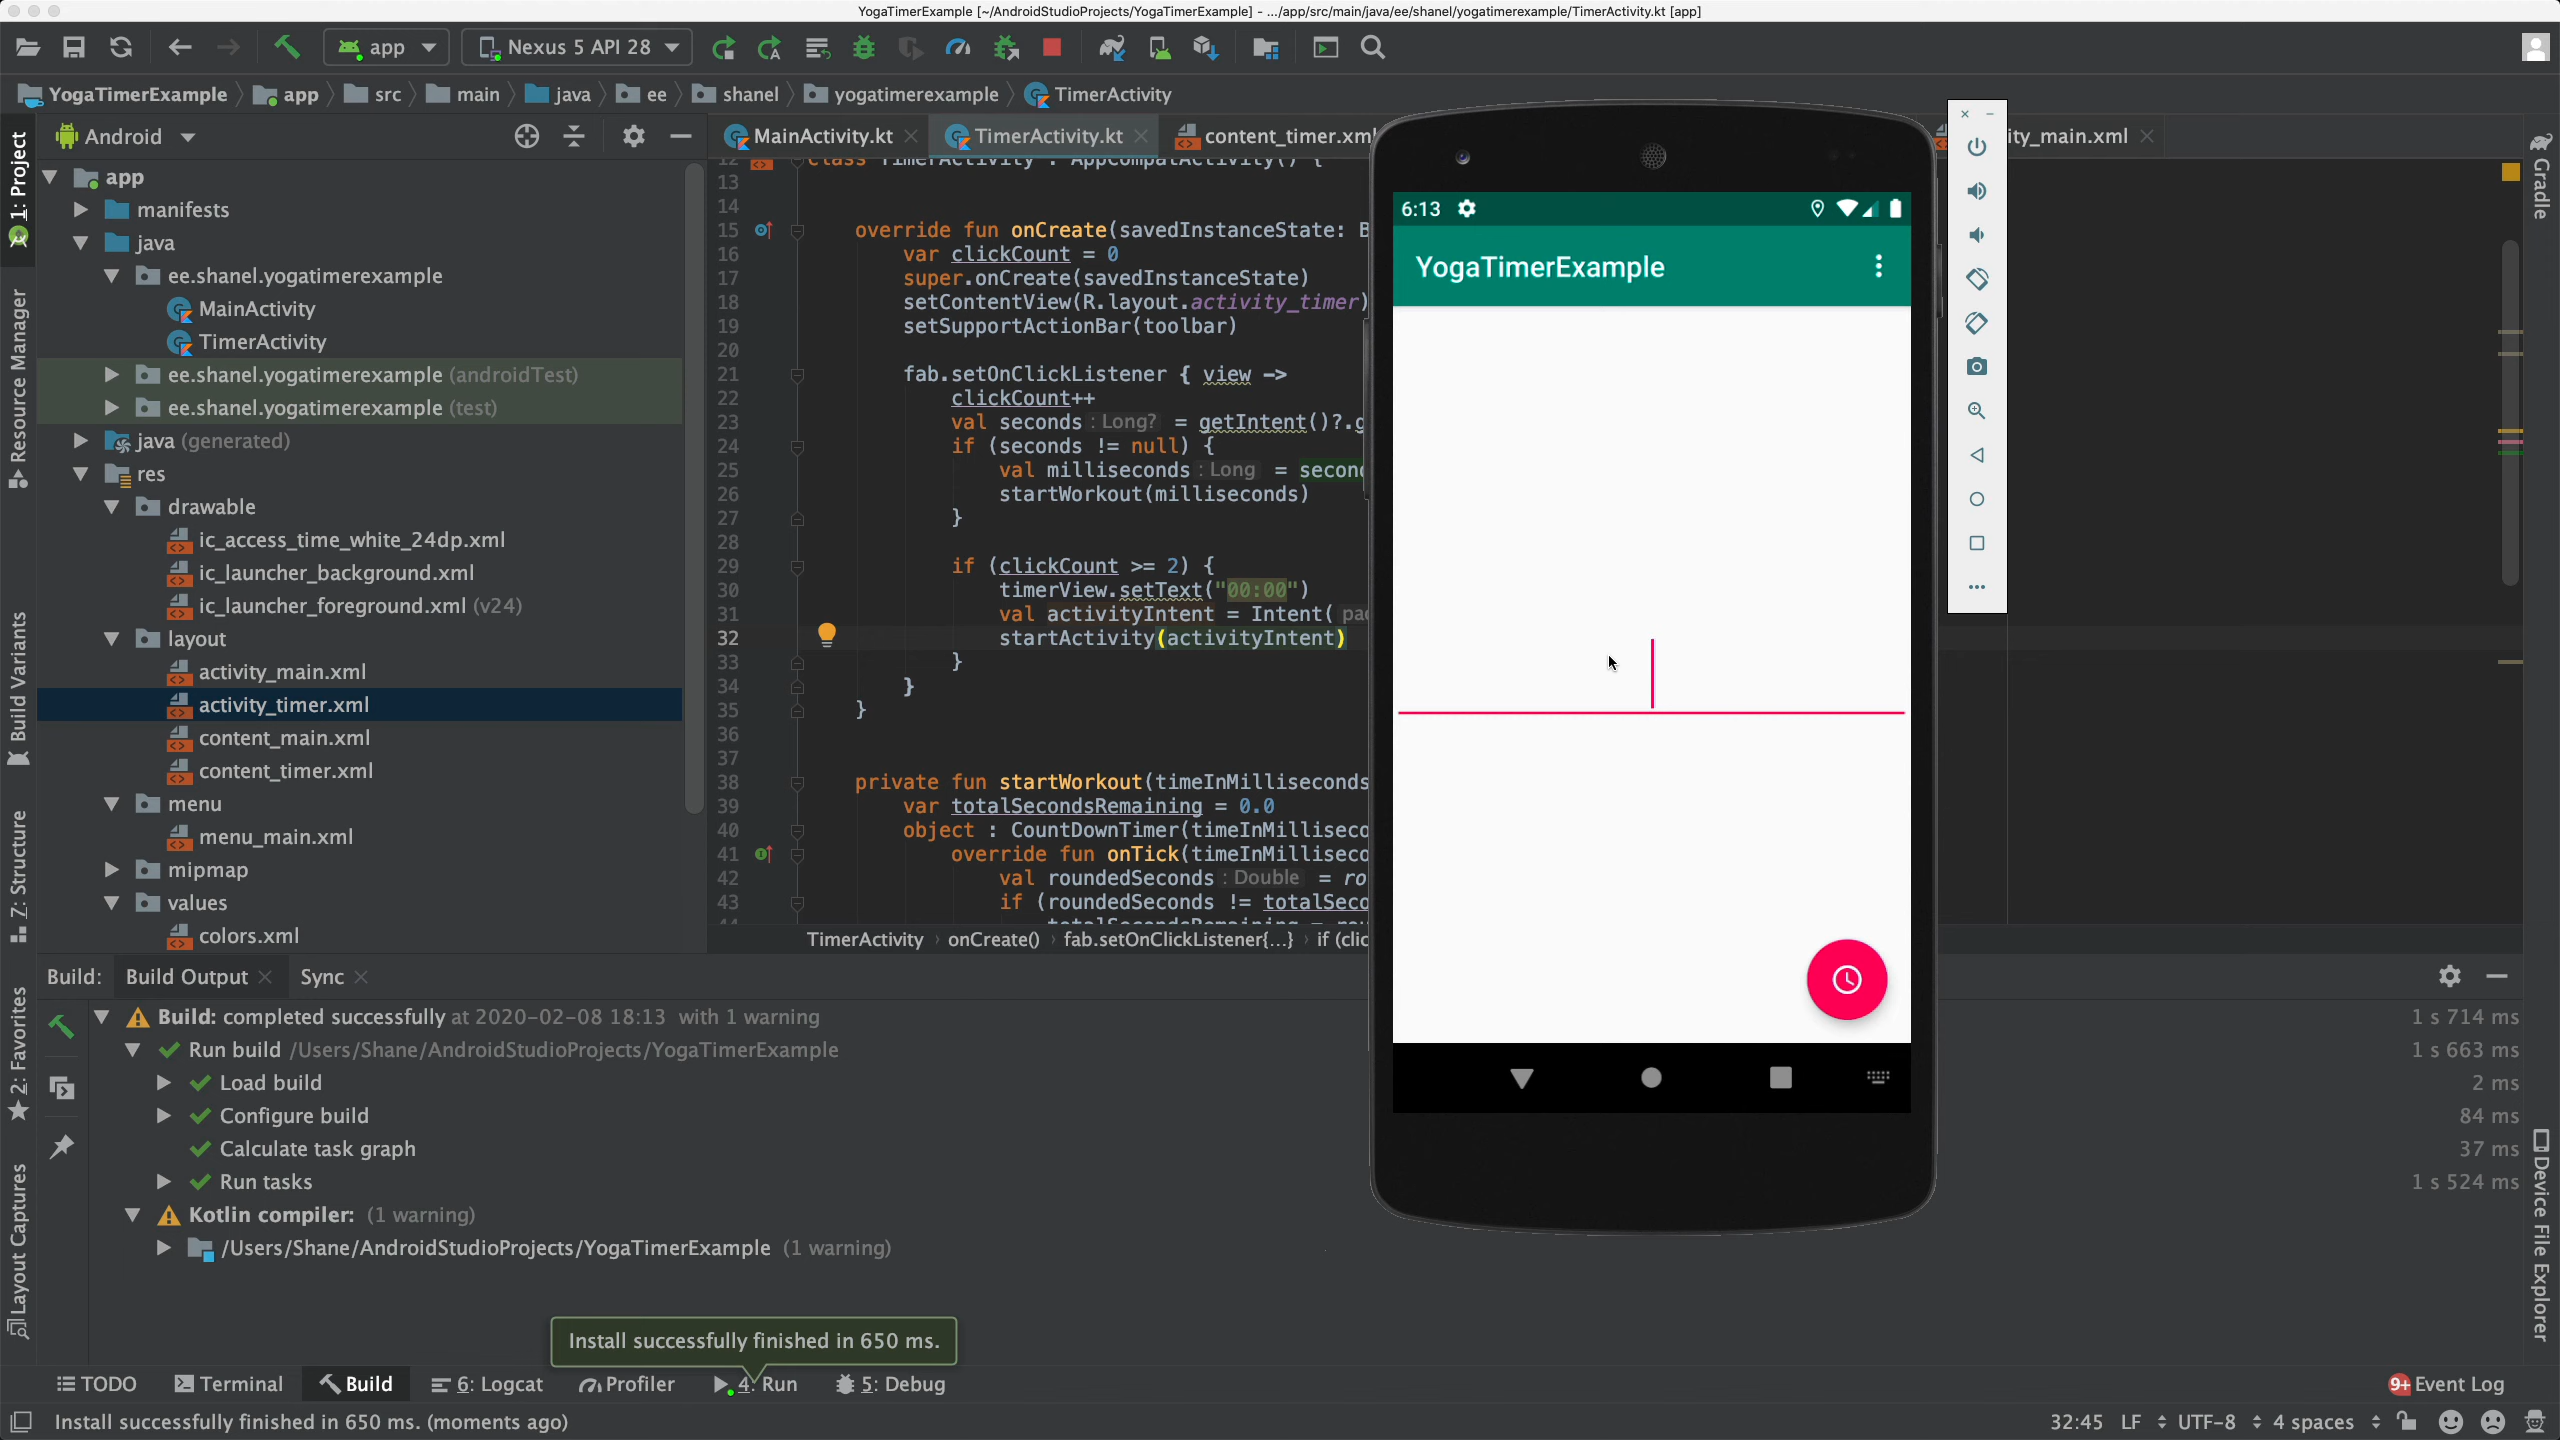 YogaTimerExample [~/AndroidStudioProjects/YogaTimerExample] - .../app/src/main/java/ee/shanel/yogatimerexample/TimerActivity.kt [app]
app
Nexus 5 API 28
YogaTimerExample
app
src
main
java
ee
shanel
yogatimerexample
TimerActivity
1: Project
Resource Manager
Build Variants
Z: Structure
2: Favorites
Layout Captures
Android
app
manifests
java
ee.shanel.yogatimerexample
MainActivity
TimerActivity
ee.shanel.yogatimerexample (androidTest)
ee.shanel.yogatimerexample (test)
java (generated)
res
drawable
ic_access_time_white_24dp.xml
ic_launcher_background.xml
ic_launcher_foreground.xml (v24)
layout
activity_main.xml
activity_timer.xml
content_main.xml
content_timer.xml
menu
menu_main.xml
mipmap
values
colors.xml
MainActivity.kt
TimerActivity.kt
content_timer.xml
ity_main.xml
12 class TimerActivity : AppCompatActivity() {
13
14
15 override fun onCreate(savedInstanceState: B
16 var clickCount = 0
17 super.onCreate(savedInstanceState)
18 setContentView(R.layout.activity_timer)
19 setSupportActionBar(toolbar)
20
21 fab.setOnClickListener { view ->
22 clickCount++
23 val seconds : Long? = getIntent()?.g
24 if (seconds != null) {
25 val milliseconds : Long = secon
26 startWorkout(milliseconds)
27 }
28
29 if (clickCount >= 2) {
30 timerView.setText("00:00")
31 val activityIntent = Intent( pac
32 startActivity(activityIntent)
33 }
34 }
35 }
36
37
38 private fun startWorkout(timeInMilliseconds
39 var totalSecondsRemaining = 0.0
40 object : CountDownTimer(timeInMilliseco
41 override fun onTick(timeInMilliseco
42 val roundedSeconds : Double = ro
43 if (roundedSeconds != totalSeco
TimerActivity
onCreate()
fab.setOnClickListener{...}
if (clic
6:13
YogaTimerExample
Gradle
Device File Explorer
Build:
Build Output
Sync
Build: completed successfully at 2020-02-08 18:13 with 1 warning
1 s 714 ms
Run build /Users/Shane/AndroidStudioProjects/YogaTimerExample
1 s 663 ms
Load build
2 ms
Configure build
84 ms
Calculate task graph
37 ms
Run tasks
1 s 524 ms
Kotlin compiler: (1 warning)
/Users/Shane/AndroidStudioProjects/YogaTimerExample (1 warning)
Install successfully finished in 650 ms.
TODO
Terminal
Build
6: Logcat
Profiler
4: Run
5: Debug
9+ Event Log
Install successfully finished in 650 ms. (moments ago)
32:45
LF
UTF-8
4 spaces